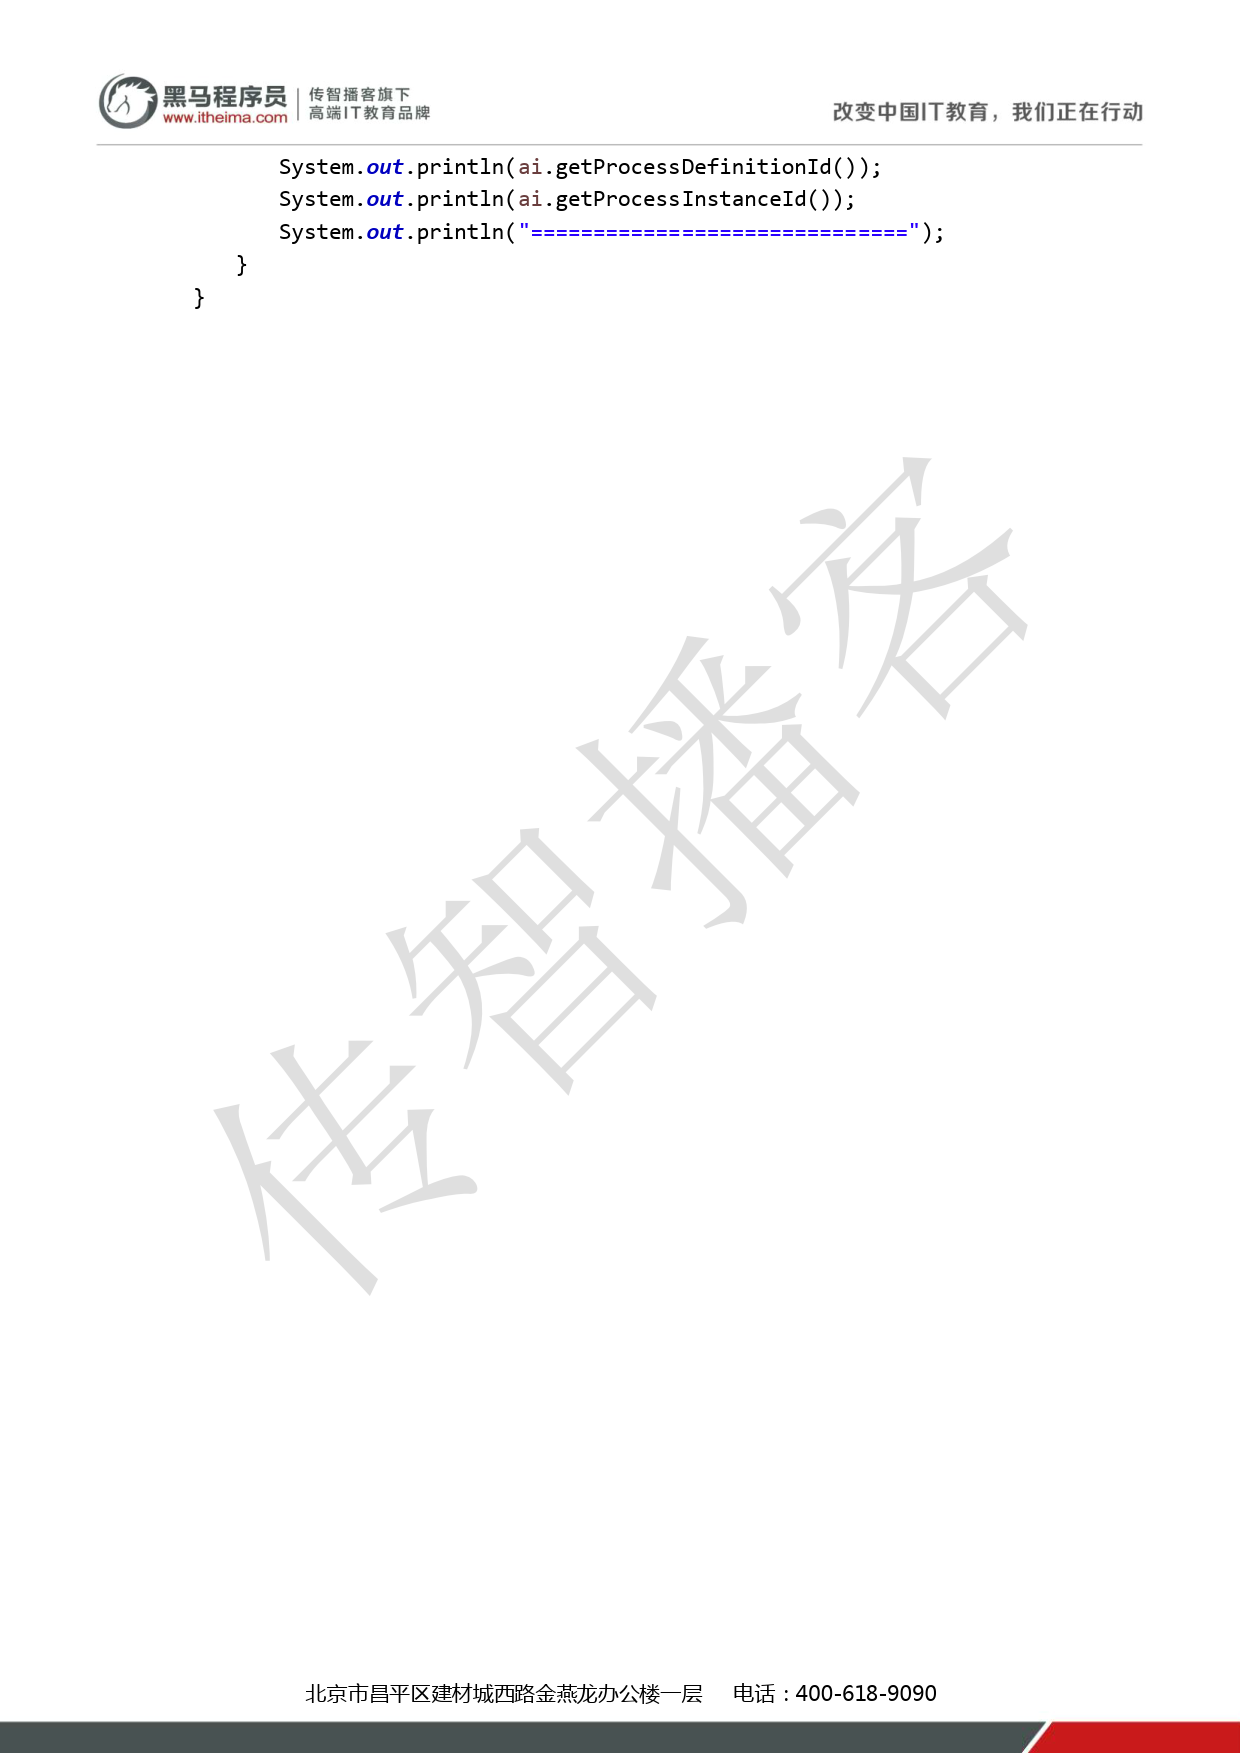 黑马程序员
www.itheima.com
传智播客旗下
高端IT教育品牌
改变中国IT教育，我们正在行动
System.out.println(ai.getProcessDefinitionId());
System.out.println(ai.getProcessInstanceId());
System.out.println("==============================");
}
}
传智播客
北京市昌平区建材城西路金燕龙办公楼一层 电话：400-618-9090